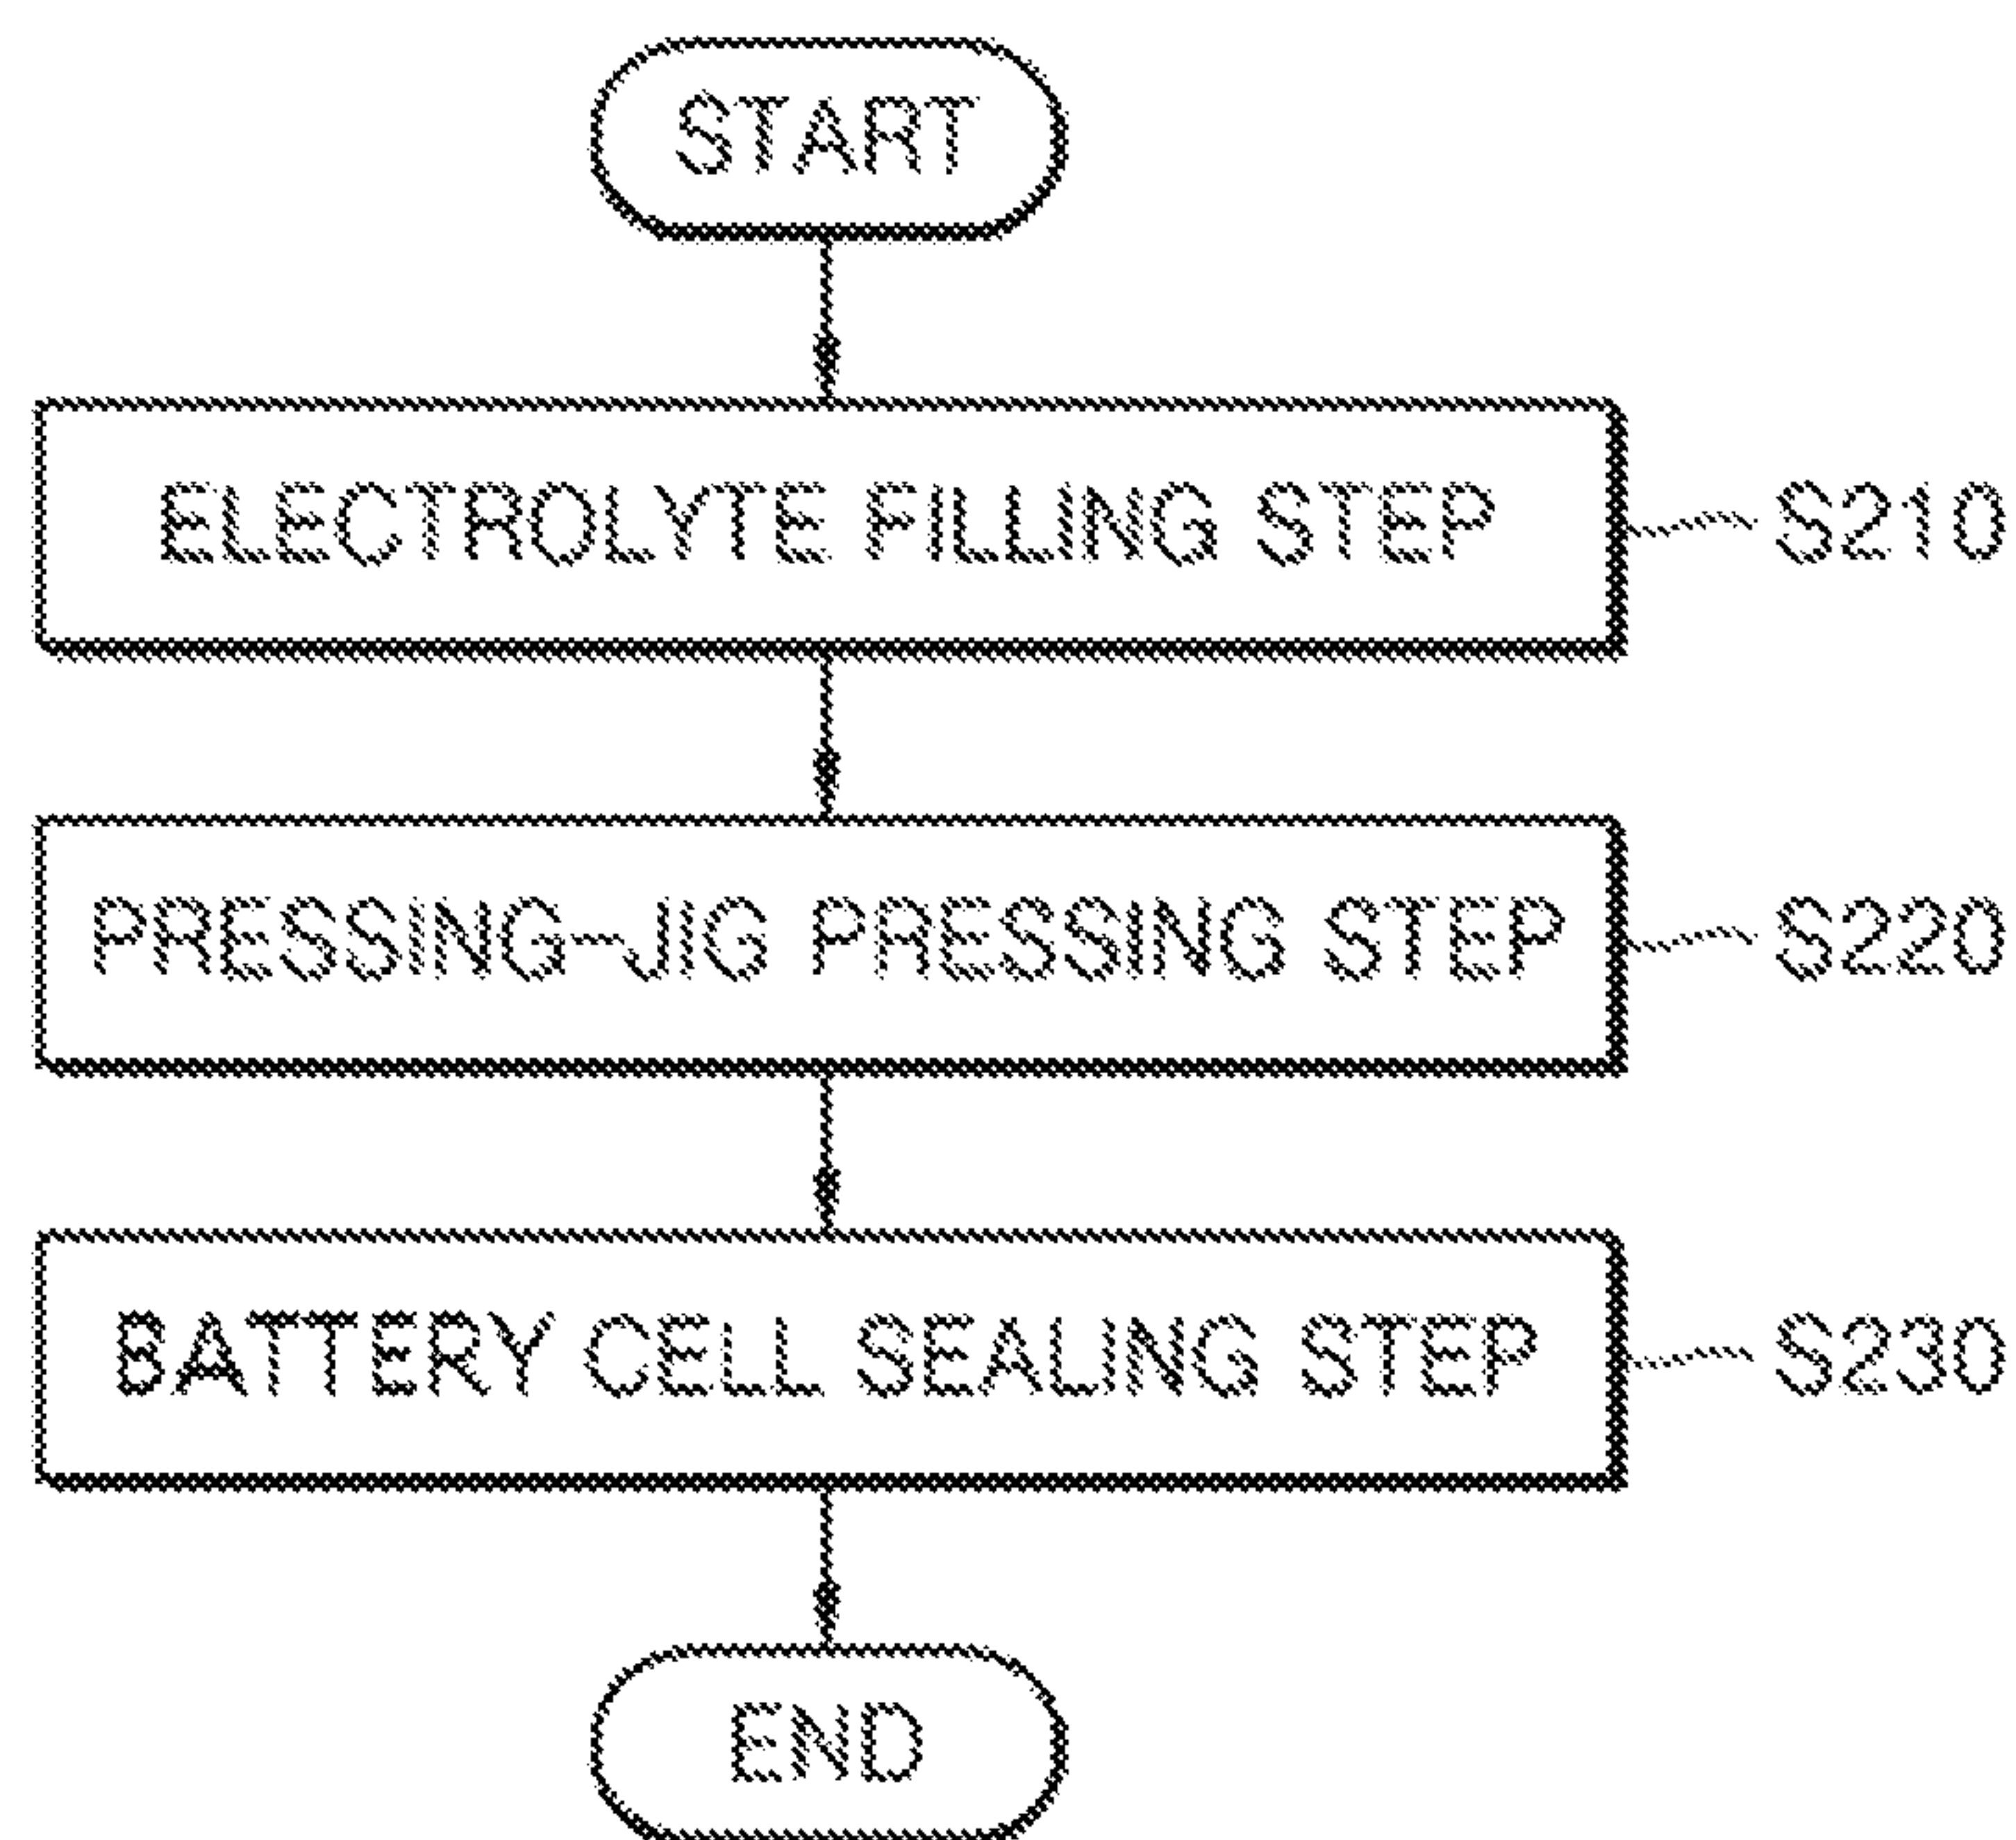 START
ELECTROLYTE FILLING STEP S210
PRESSING-JIG PRESSING STEP S220
BATTERY CELL SEALING STEP S230
END